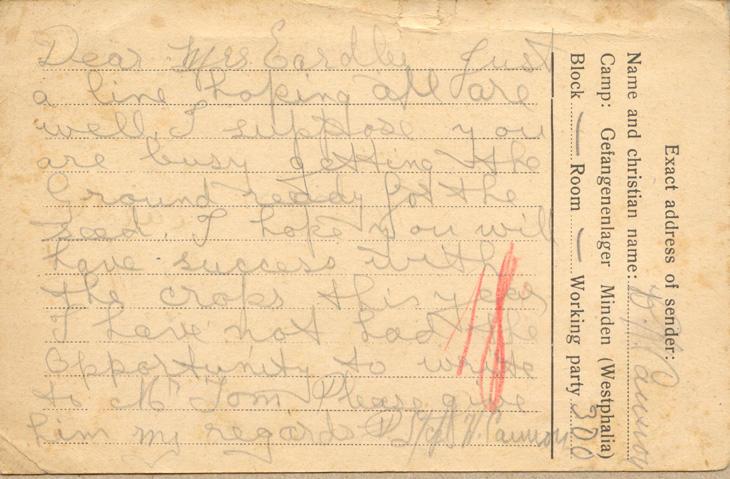 Dear Mrs Eardley Just
a line hoping all are
well. I suppose you
are busy getting the
Ground ready for the
Seed. I hope you will
have success with
the crops this year
I have not had the
opportunity to write
to Mr Tom Please give
him my regards
Exact address of sender:
Name and christian name:
Camp: Gefangenenlager Minden (Westphalia)
Block — Room — Working party 300